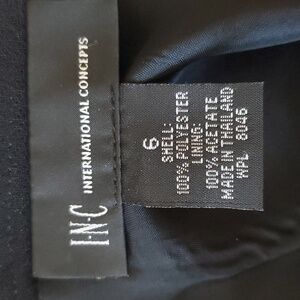 I·N·C INTERNATIONAL CONCEPTS
6
SHELL:
100% POLYESTER
LINING:
100% ACETATE
MADE IN THAILAND
WPL 8046